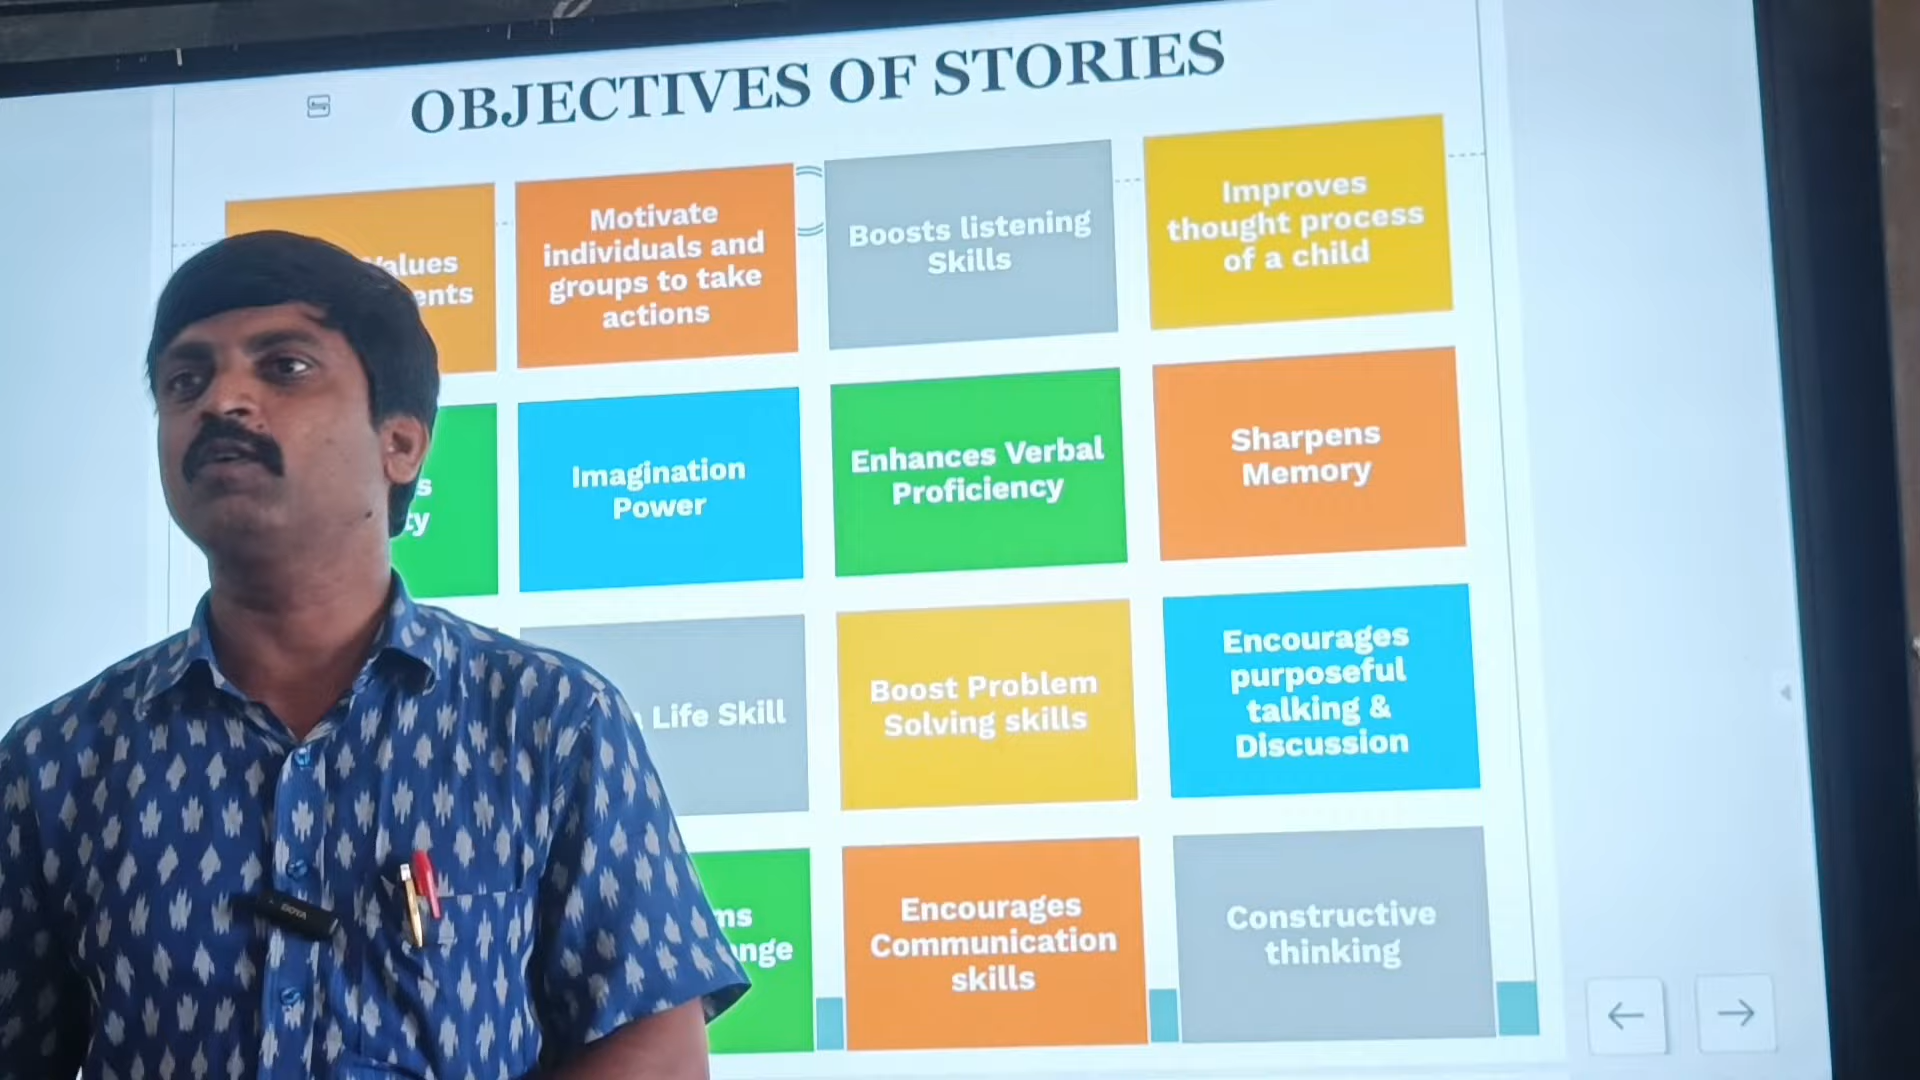 OBJECTIVES OF STORIES
Values
Motivate
individuals and
groups to take
actions
Boosts listening
Skills
Improves
thought process
of a child
Imagination
Power
Enhances Verbal
Proficiency
Sharpens
Memory
Life Skill
Boost Problem
Solving skills
Encourages
purposeful
talking &
Discussion
Encourages
Communication
skills
Constructive
thinking
BOYA